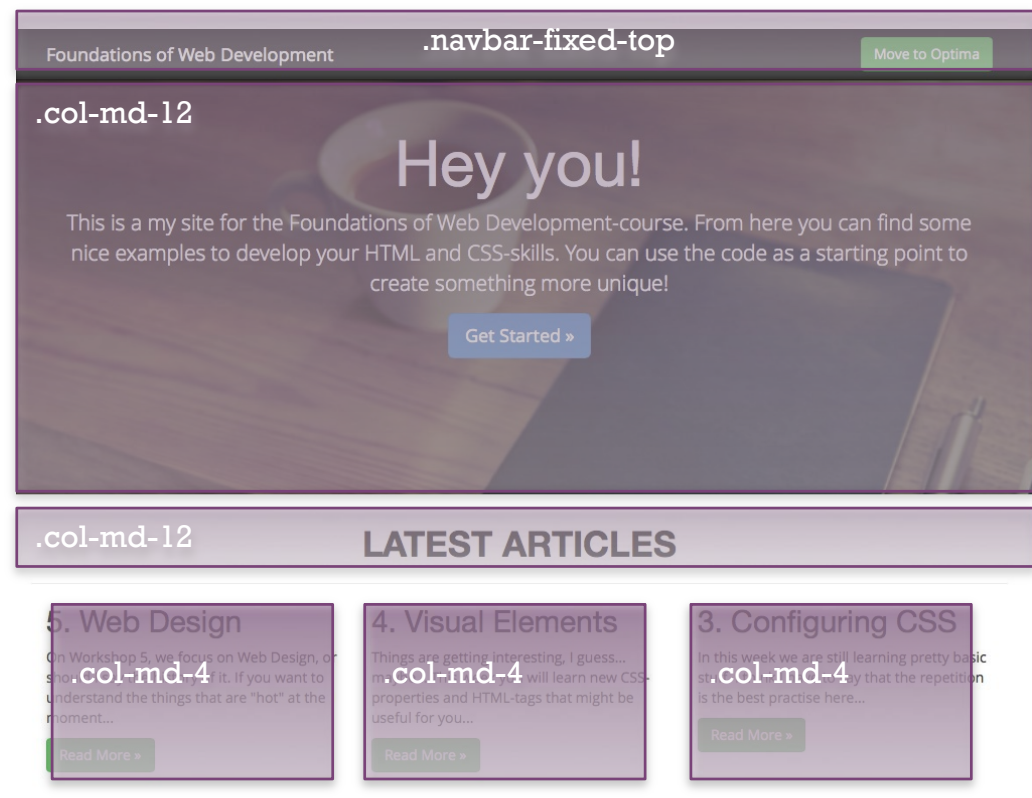 .navbar-fixed-top
Foundations of Web Development
Move to Optima
.col-md-12
Hey you!
This is a my site for the Foundations of Web Development-course. From here you can find some
nice examples to develop your HTML and CSS-skills. You can use the code as a starting point to
create something more unique!
Get Started »
.col-md-12
LATEST ARTICLES
5. Web Design
On Workshop 5, we focus on Web Design, or
of it. If you want to
understand the things that are "hot" at the
moment...
Read More »
.col-md-4
4. Visual Elements
Things are getting interesting, I guess...
will learn new CSS-
properties and HTML-tags that might be
useful for you...
Read More »
.col-md-4
3. Configuring CSS
In this week we are still learning pretty basic
that the repetition
is the best practise here...
Read More »
.col-md-4